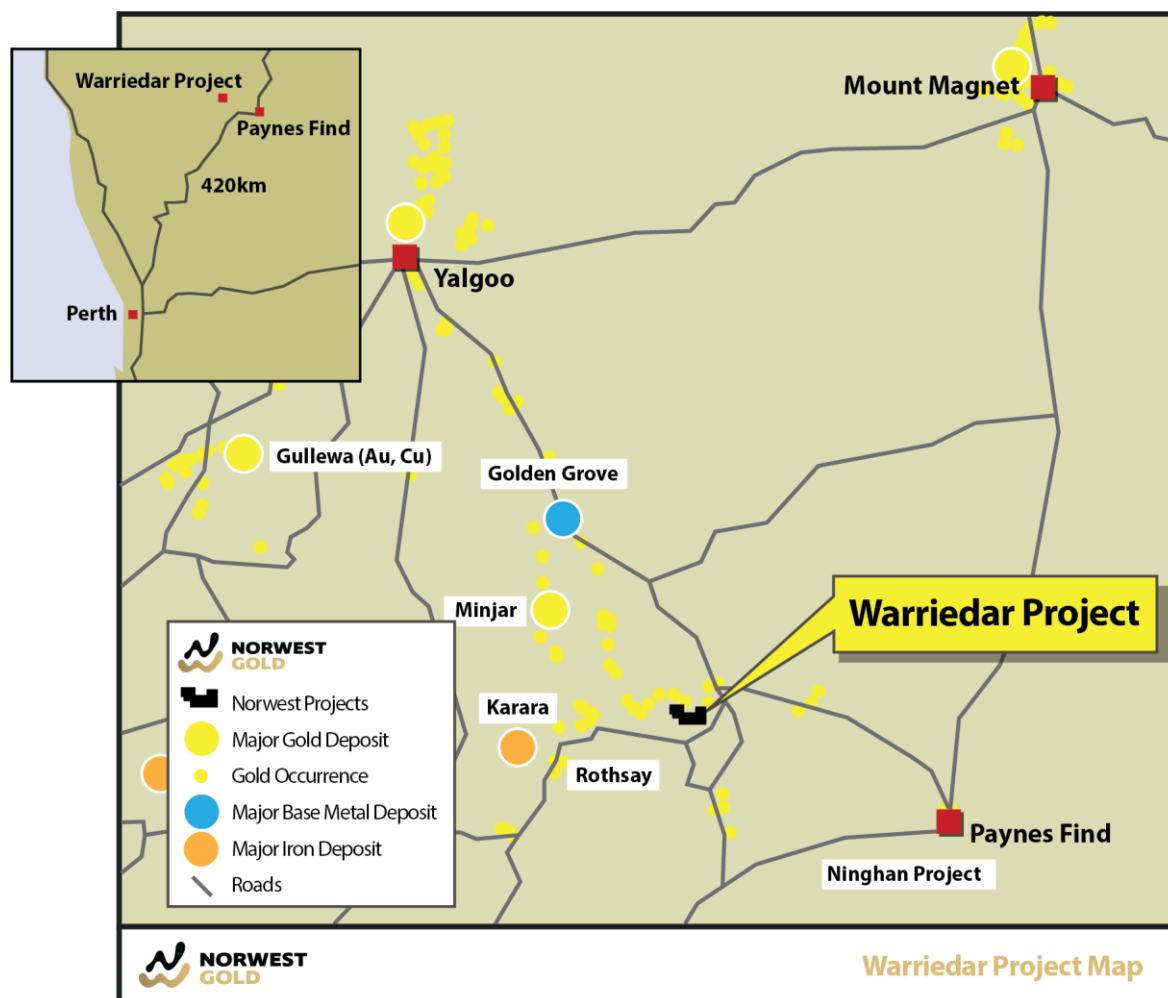 Warriedar Project
Paynes Find
420km
Perth
Mount Magnet
Yalgoo
Gullewa (Au, Cu)
Golden Grove
Minjar
Warriedar Project
Karara
Rothsay
Paynes Find
Ninghan Project
NORWEST
GOLD
Norwest Projects
Major Gold Deposit
Gold Occurrence
Major Base Metal Deposit
Major Iron Deposit
Roads
NORWEST
GOLD
Warriedar Project Map